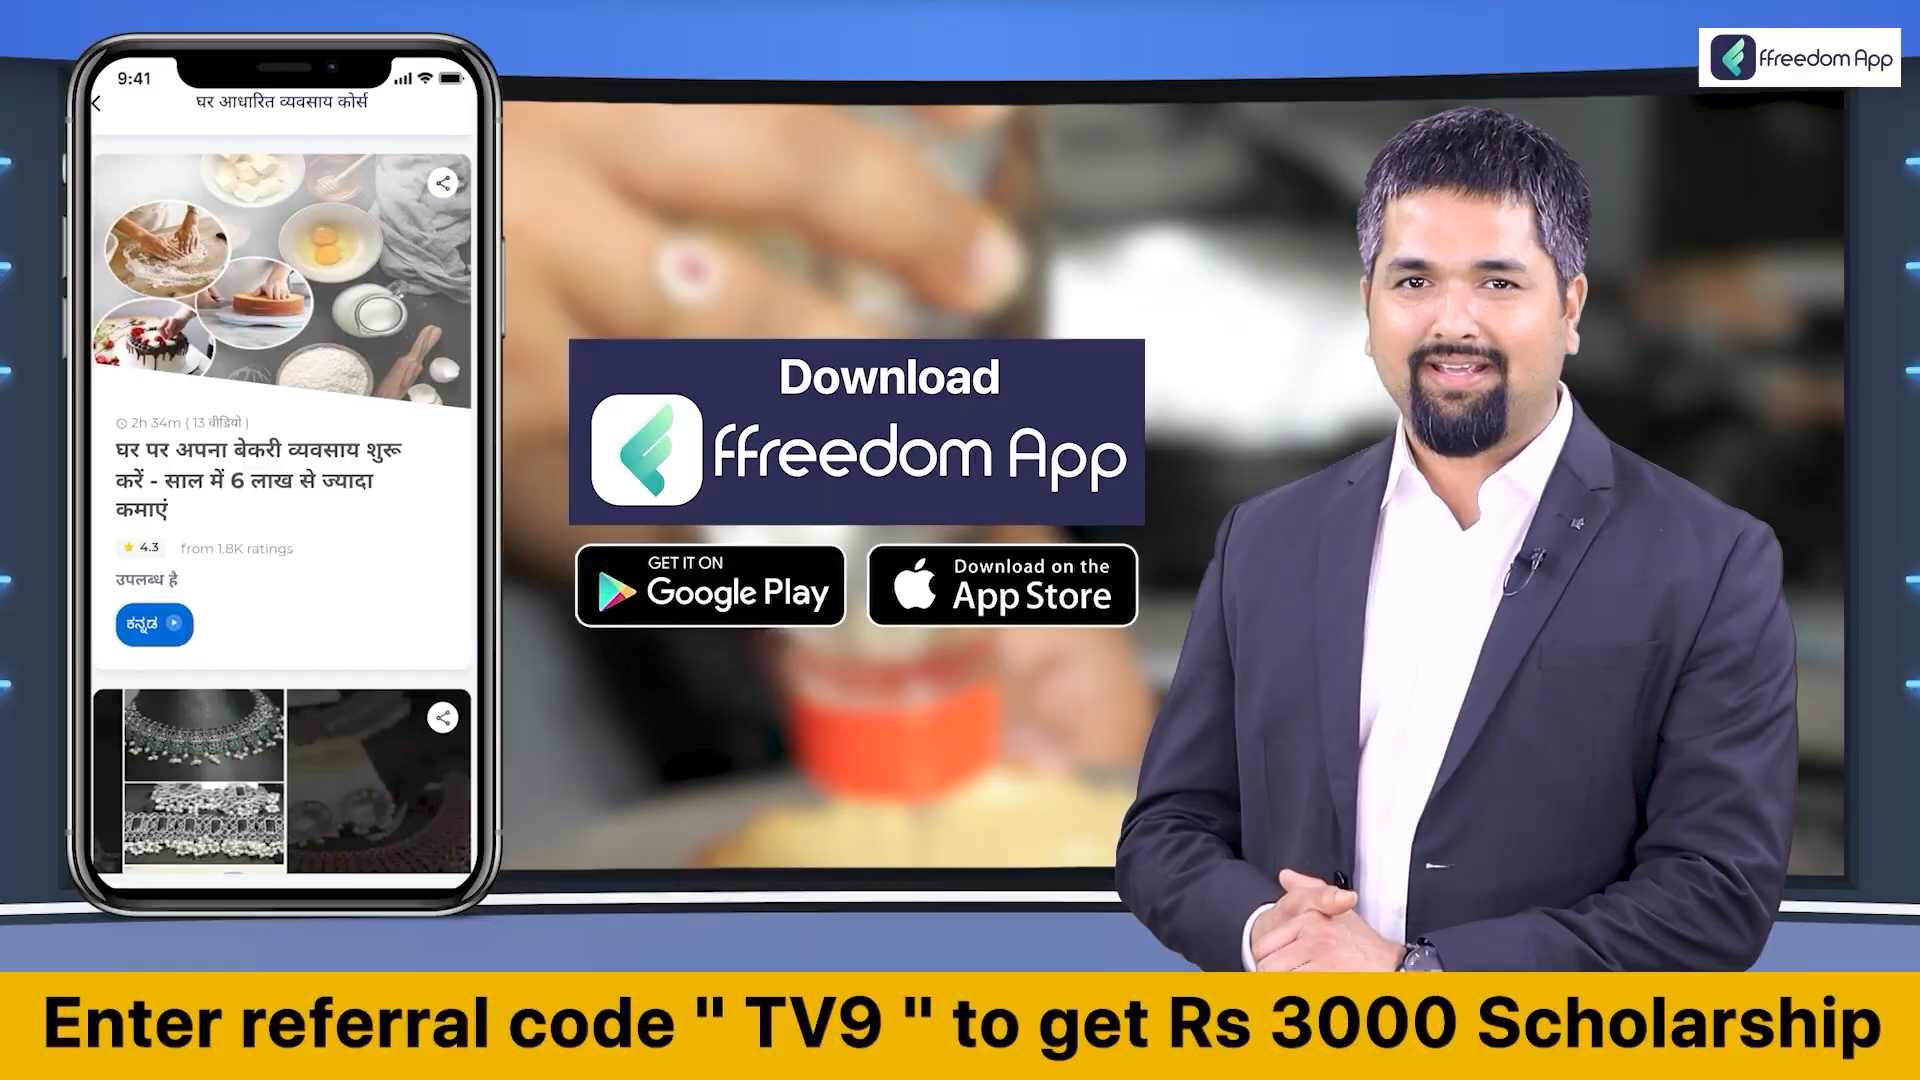 9:41
घर आधारित व्यवसाय कोर्स
2h 34m ( 13 वीडियो )
घर पर अपना बेकरी व्यवसाय शुरू
करें - साल में 6 लाख से ज्यादा
कमाएं
4.3 from 1.8K ratings
उपलब्ध है
ಕನ್ನಡ
Download
ffreedom App
GET IT ON
Google Play
Download on the
App Store
ffreedom App
Enter referral code " TV9 " to get Rs 3000 Scholarship